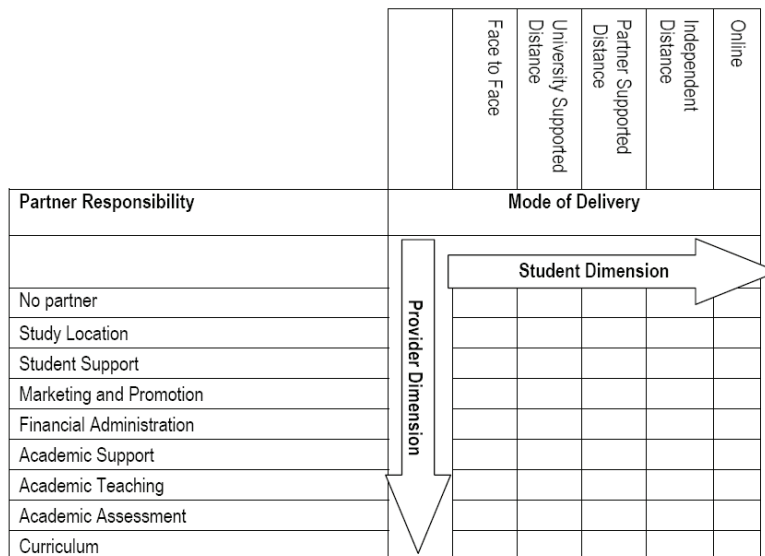 Face to Face
University Supported
Distance
Partner Supported
Distance
Independent
Distance
Online
Partner Responsibility
Mode of Delivery
Student Dimension
Provider Dimension
No partner
Study Location
Student Support
Marketing and Promotion
Financial Administration
Academic Support
Academic Teaching
Academic Assessment
Curriculum